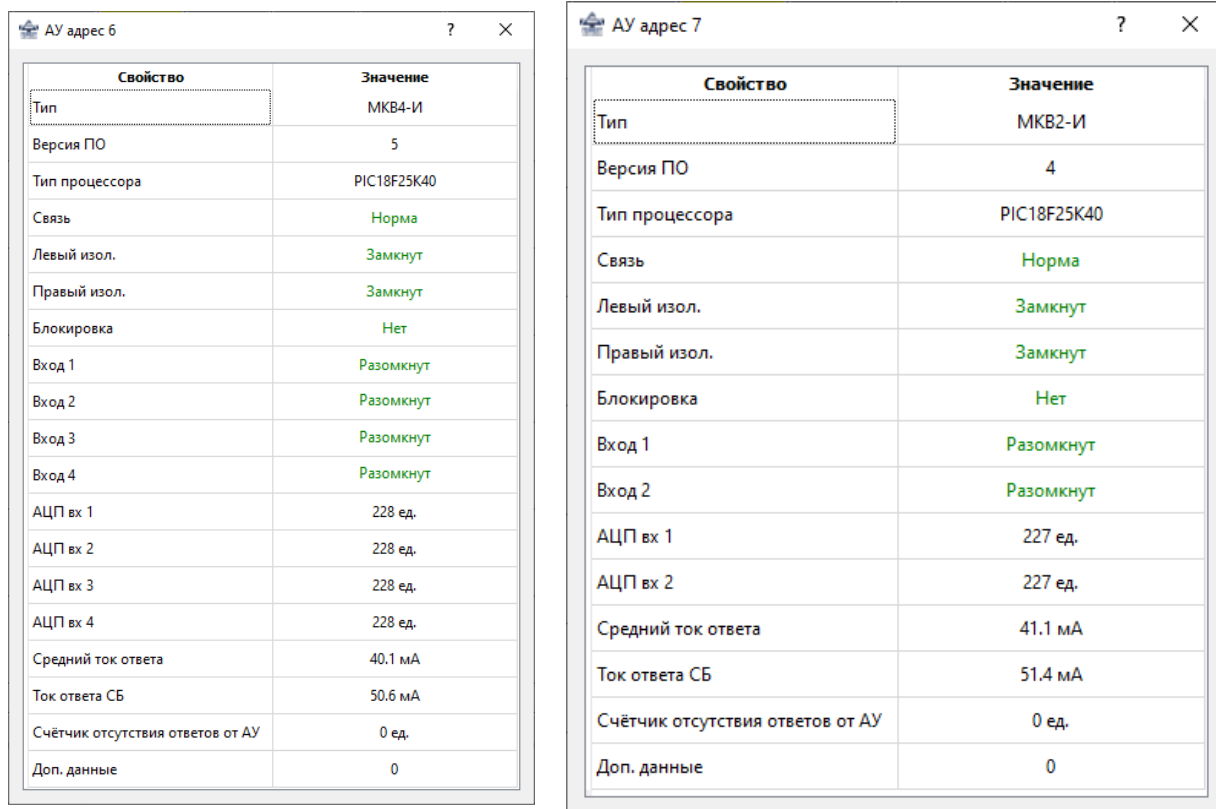 АУ адрес 6 ?
Свойство Значение
Тип МКВ4-И
Версия ПО 5
Тип процессора PIC18F25K40
Связь Норма
Левый изол. Замкнут
Правый изол. Замкнут
Блокировка Нет
Вход 1 Разомкнут
Вход 2 Разомкнут
Вход 3 Разомкнут
Вход 4 Разомкнут
АЦП вх 1 228 ед.
АЦП вх 2 228 ед.
АЦП вх 3 228 ед.
АЦП вх 4 228 ед.
Средний ток ответа 40.1 мА
Ток ответа СБ 50.6 мА
Счётчик отсутствия ответов от АУ 0 ед.
Доп. данные 0
АУ адрес 7 ?
Свойство Значение
Тип МКВ2-И
Версия ПО 4
Тип процессора PIC18F25K40
Связь Норма
Левый изол. Замкнут
Правый изол. Замкнут
Блокировка Нет
Вход 1 Разомкнут
Вход 2 Разомкнут
АЦП вх 1 227 ед.
АЦП вх 2 227 ед.
Средний ток ответа 41.1 мА
Ток ответа СБ 51.4 мА
Счётчик отсутствия ответов от АУ 0 ед.
Доп. данные 0